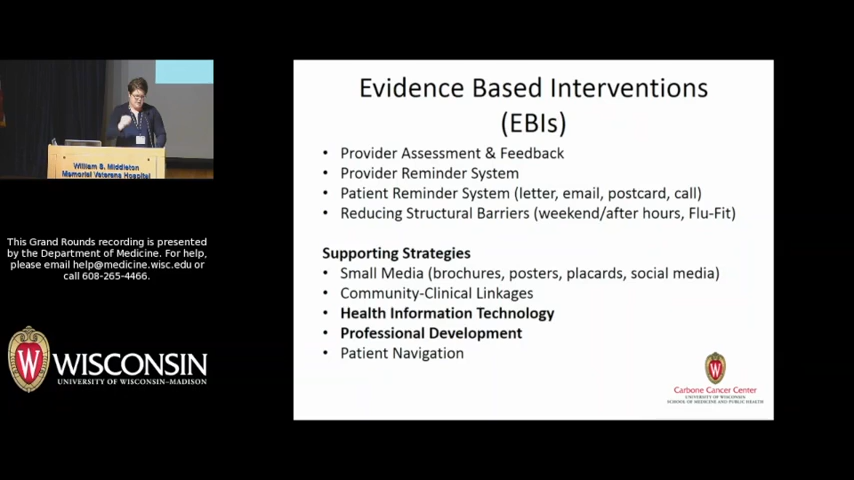 William S. Middleton
Memorial Veterans Hospital
This Grand Rounds recording is presented
by the Department of Medicine. For help,
please email help@medicine.wisc.edu or
call 608-265-4466.
W WISCONSIN
UNIVERSITY OF WISCONSIN–MADISON
Evidence Based Interventions
(EBIs)
• Provider Assessment & Feedback
• Provider Reminder System
• Patient Reminder System (letter, email, postcard, call)
• Reducing Structural Barriers (weekend/after hours, Flu-Fit)
Supporting Strategies
• Small Media (brochures, posters, placards, social media)
• Community-Clinical Linkages
• Health Information Technology
• Professional Development
• Patient Navigation
W
Carbone Cancer Center
UNIVERSITY OF WISCONSIN
SCHOOL OF MEDICINE AND PUBLIC HEALTH